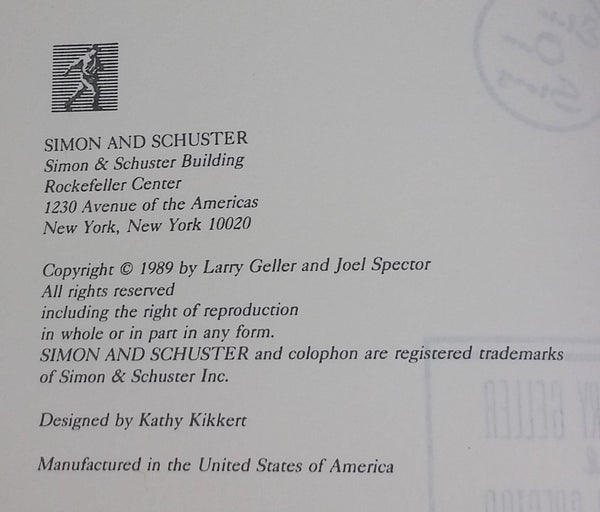 SIMON AND SCHUSTER
Simon & Schuster Building
Rockefeller Center
1230 Avenue of the Americas
New York, New York 10020
Copyright © 1989 by Larry Geller and Joel Spector
All rights reserved
including the right of reproduction
in whole or in part in any form.
SIMON AND SCHUSTER and colophon are registered trademarks
of Simon & Schuster Inc.
Designed by Kathy Kikkert
Manufactured in the United States of America